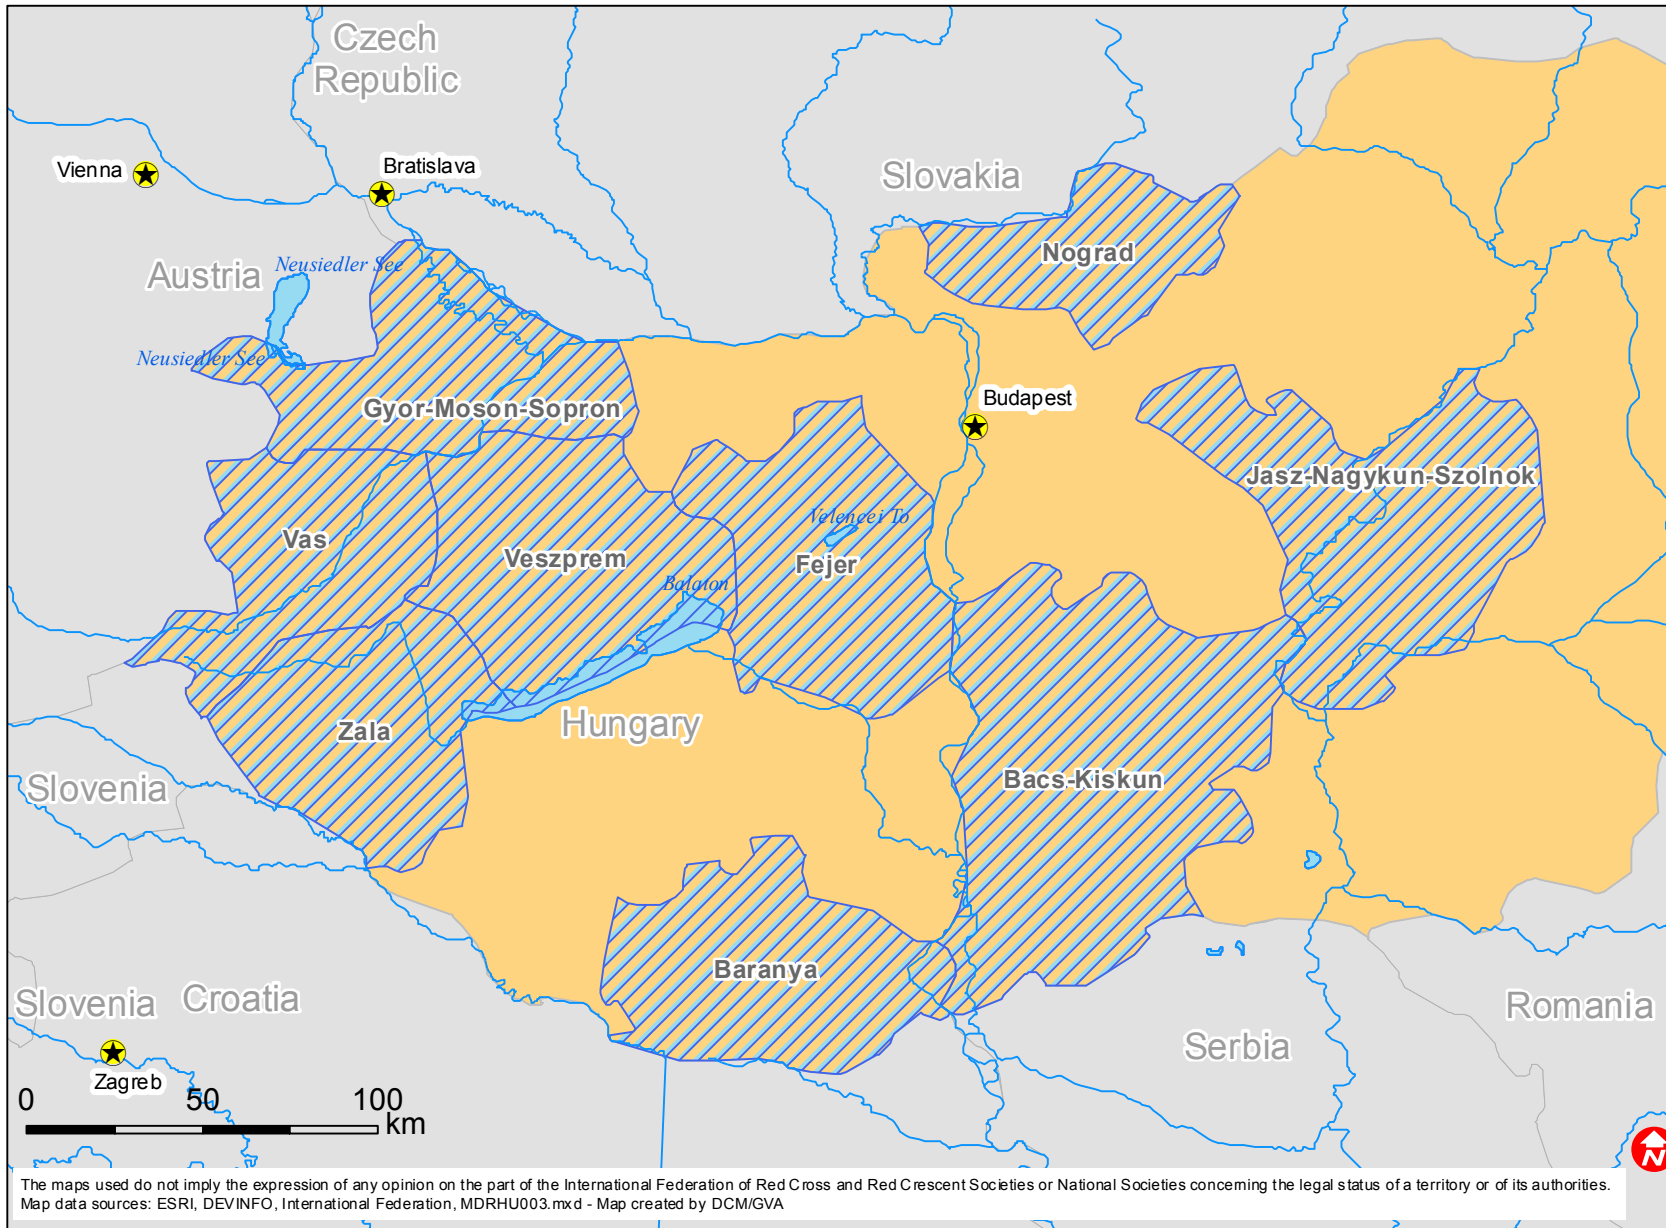 Czech
Republic
Vienna
Bratislava
Slovakia
Nograd
Austria
Neusiedler See
Neusiedler See
Gyor-Moson-Sopron
Budapest
Jasz-Nagykun-Szolnok
Vas
Veszprem
Velencei To
Fejer
Balaton
Zala
Hungary
Bacs-Kiskun
Slovenia
Baranya
Slovenia
Croatia
Romania
Serbia
Zagreb
0 50 100
km
N
The maps used do not imply the expression of any opinion on the part of the International Federation of Red Cross and Red Crescent Societies or National Societies concerning the legal status of a territory or of its authorities.
Map data sources: ESRI, DEVINFO, International Federation, MDRHU003.mxd - Map created by DCM/GVA